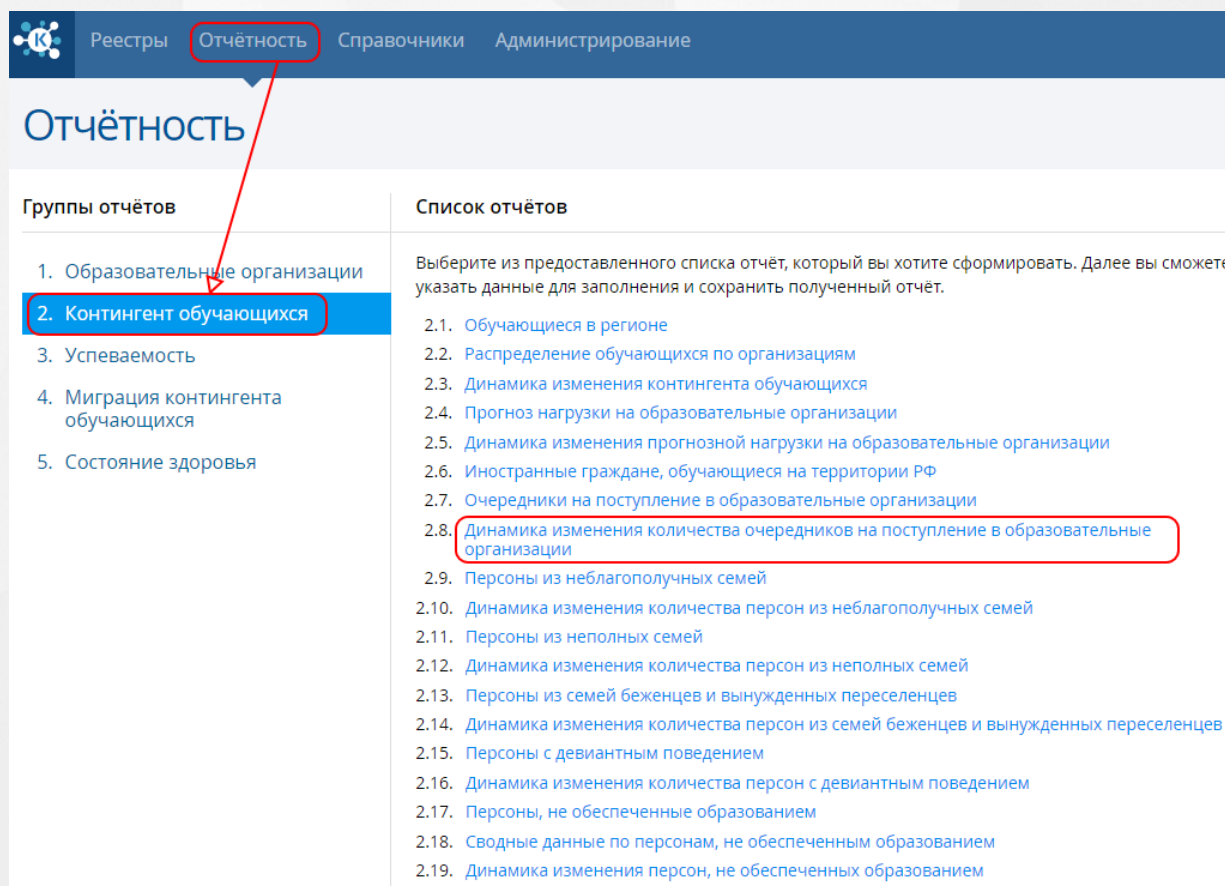 К Реестры Отчётность Справочники Администрирование
Отчётность
Группы отчётов
1. Образовательные организации
2. Контингент обучающихся
3. Успеваемость
4. Миграция контингента
обучающихся
5. Состояние здоровья
Список отчётов
Выберите из предоставленного списка отчёт, который вы хотите сформировать. Далее вы сможете
указать данные для заполнения и сохранить полученный отчёт.
2.1. Обучающиеся в регионе
2.2. Распределение обучающихся по организациям
2.3. Динамика изменения контингента обучающихся
2.4. Прогноз нагрузки на образовательные организации
2.5. Динамика изменения прогнозной нагрузки на образовательные организации
2.6. Иностранные граждане, обучающиеся на территории РФ
2.7. Очередники на поступление в образовательные организации
2.8. Динамика изменения количества очередников на поступление в образовательные
организации
2.9. Персоны из неблагополучных семей
2.10. Динамика изменения количества персон из неблагополучных семей
2.11. Персоны из неполных семей
2.12. Динамика изменения количества персон из неполных семей
2.13. Персоны из семей беженцев и вынужденных переселенцев
2.14. Динамика изменения количества персон из семей беженцев и вынужденных переселенцев
2.15. Персоны с девиантным поведением
2.16. Динамика изменения количества персон с девиантным поведением
2.17. Персоны, не обеспеченные образованием
2.18. Сводные данные по персонам, не обеспеченным образованием
2.19. Динамика изменения персон, не обеспеченных образованием